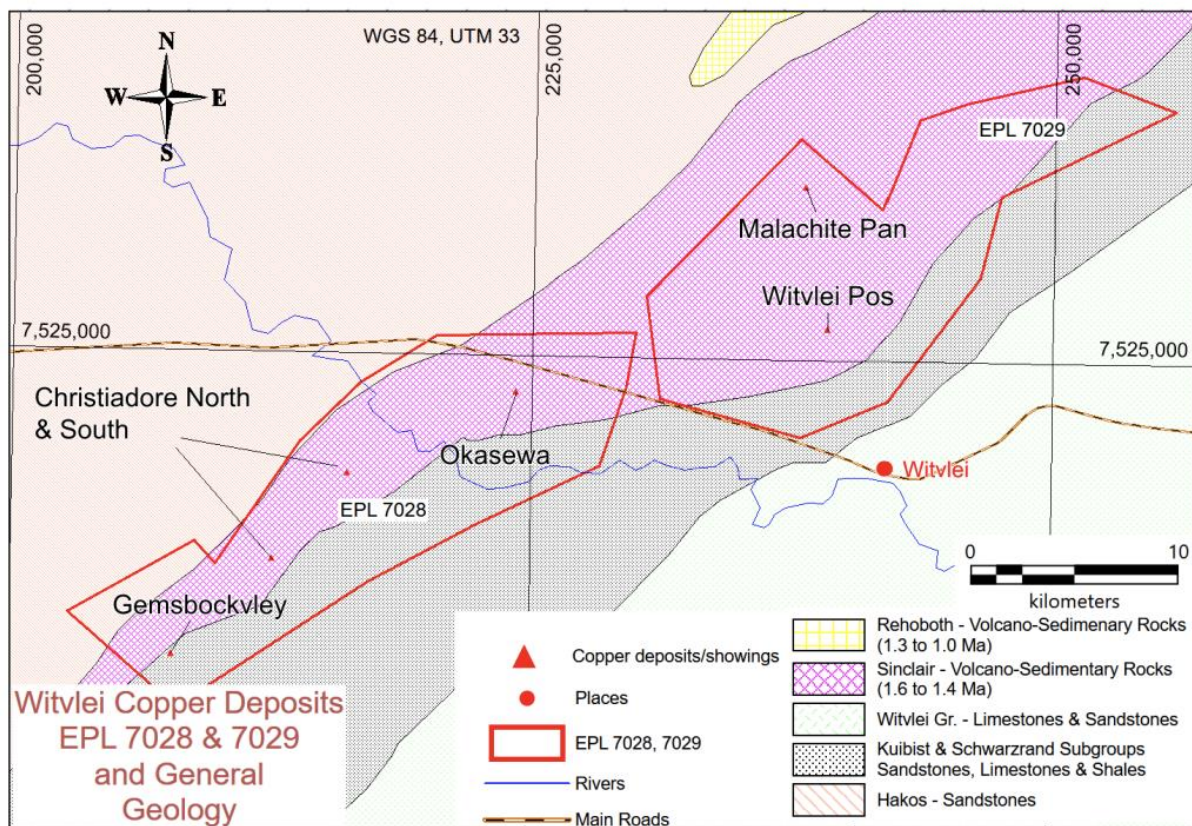 WGS 84, UTM 33
200,000
225,000
250,000
N
W E
S
EPL 7029
Malachite Pan
Witvlei Pos
7,525,000
7,525,000
Christiadore North
& South
Okasewa
Witvlei
EPL 7028
Gemsbockvley
0 10
kilometers
Witvlei Copper Deposits
EPL 7028 & 7029
and General
Geology
Copper deposits/showings
Places
EPL 7028, 7029
Rivers
Main Roads
Rehoboth - Volcano-Sedimenary Rocks
(1.3 to 1.0 Ma)
Sinclair - Volcano-Sedimentary Rocks
(1.6 to 1.4 Ma)
Witvlei Gr. - Limestones & Sandstones
Kuibist & Schwarzrand Subgroups
Sandstones, Limestones & Shales
Hakos - Sandstones